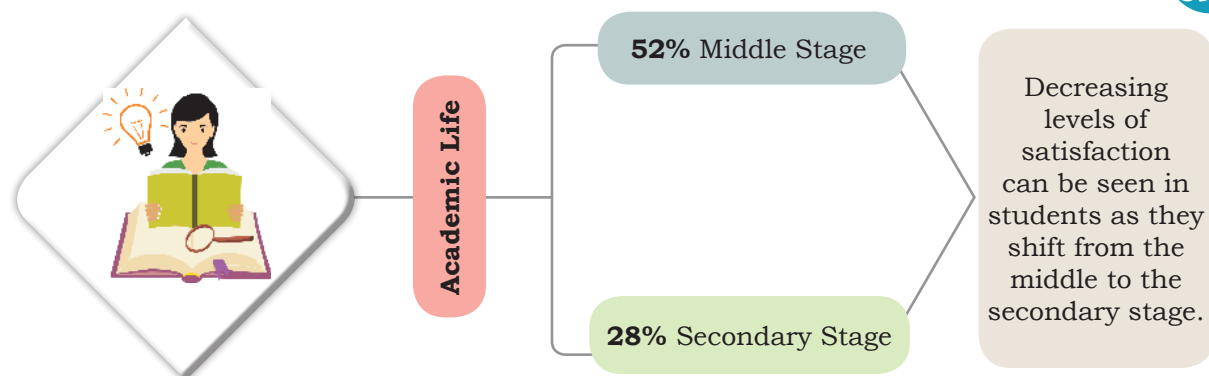 52% Middle Stage
Academic Life
28% Secondary Stage
Decreasing
levels of
satisfaction
can be seen in
students as they
shift from the
middle to the
secondary stage.